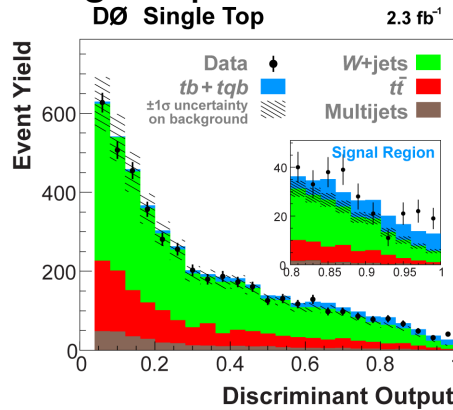 DØ Single Top 2.3 fb⁻¹
Event Yield
Data
tb + tqb
±1σ uncertainty
on background
W+jets
tt̄
Multijets
Signal Region
40
20
0
0.8 0.85 0.9 0.95 1
600
400
200
0
0 0.2 0.4 0.6 0.8 1
Discriminant Output